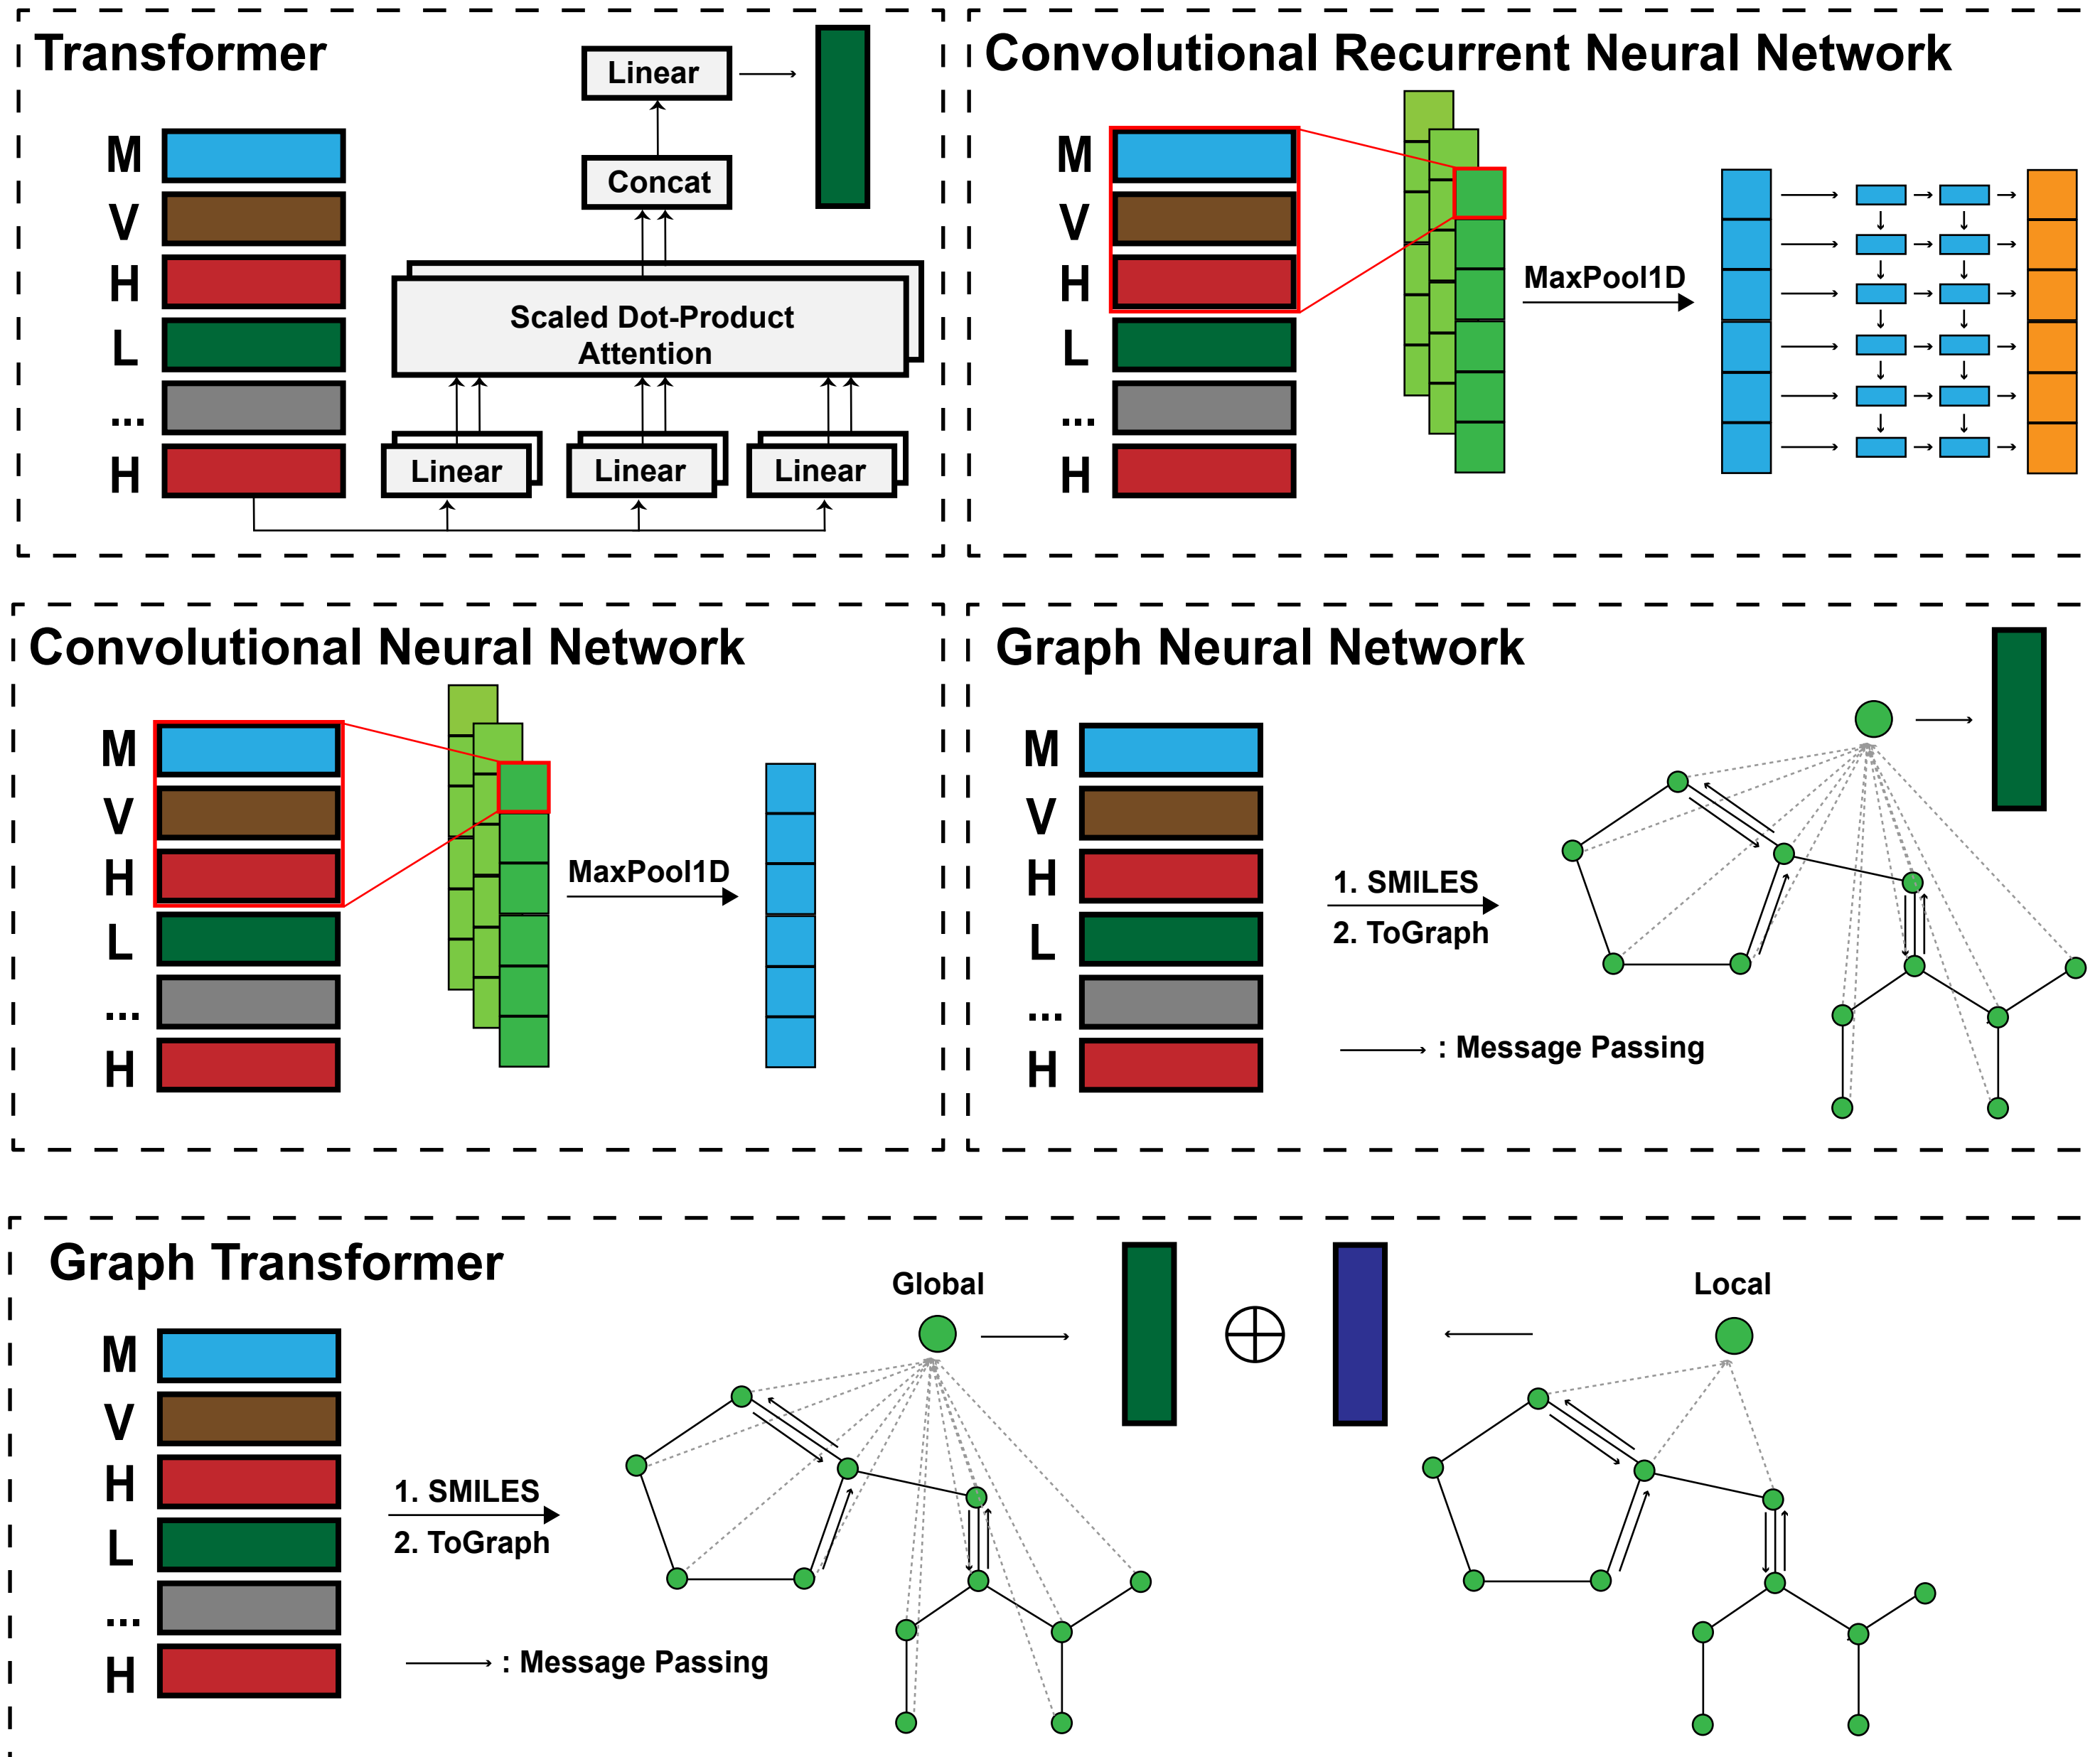 Transformer
M
V
H
L
...
H
Linear
Concat
Scaled Dot-Product
Attention
Linear
Linear
Linear
Convolutional Recurrent Neural Network
M
V
H
L
...
H
MaxPool1D
Convolutional Neural Network
M
V
H
L
...
H
MaxPool1D
Graph Neural Network
M
V
H
L
...
H
1. SMILES
2. ToGraph
: Message Passing
Graph Transformer
M
V
H
L
...
H
1. SMILES
2. ToGraph
: Message Passing
Global
Local